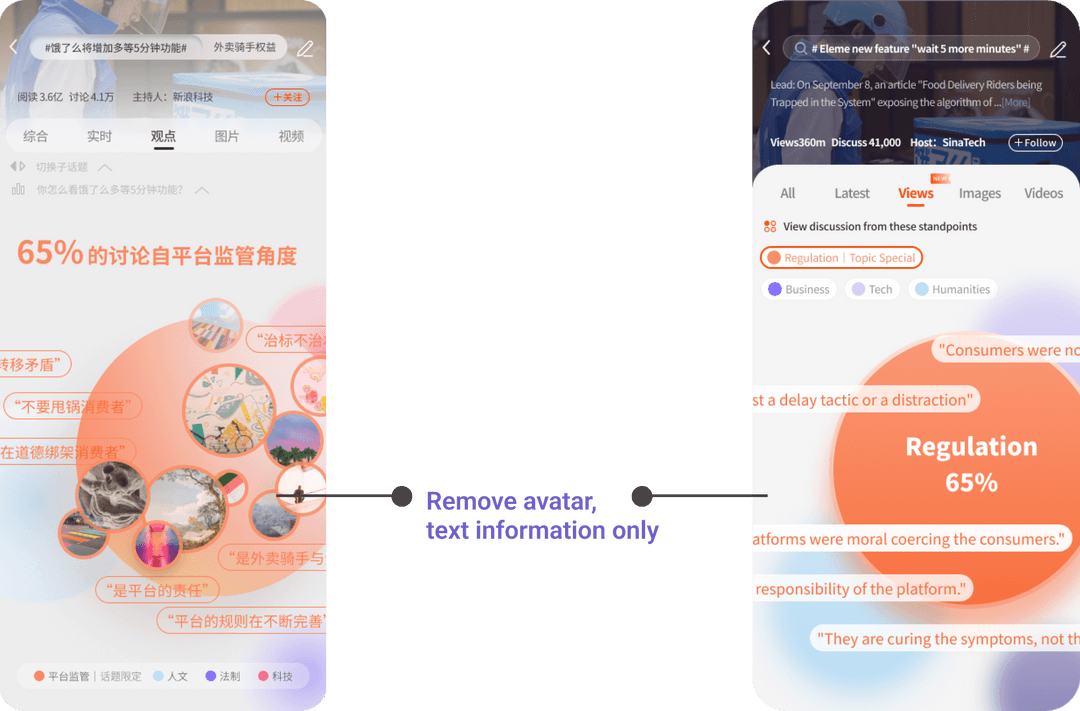 #饿了么将增加多等5分钟功能#
外卖骑手权益
阅读3.6亿 讨论4.1万 主持人：新浪科技
+关注
综合 实时 观点 图片 视频
切换子话题
你怎么看饿了么多等5分钟功能？
65%的讨论自平台监管角度
“治标不治
转移矛盾”
“不要甩锅消费者”
在道德绑架消费者”
“是外卖骑手与
“是平台的责任”
“平台的规则在不断完善”
平台监管｜话题限定 人文 法制 科技
Remove avatar,
text information only
# Eleme new feature "wait 5 more minutes" #
Lead: On September 8, an article "Food Delivery Riders being
Trapped in the System" exposing the algorithm of ...[More]
Views360m Discuss 41,000 Host：SinaTech
+ Follow
NEW
All Latest Views Images Videos
View discussion from these standpoints
Regulation｜Topic Special
Business Tech Humanities
"Consumers were no
st a delay tactic or a distraction"
Regulation
65%
atforms were moral coercing the consumers."
responsibility of the platform."
"They are curing the symptoms, not th